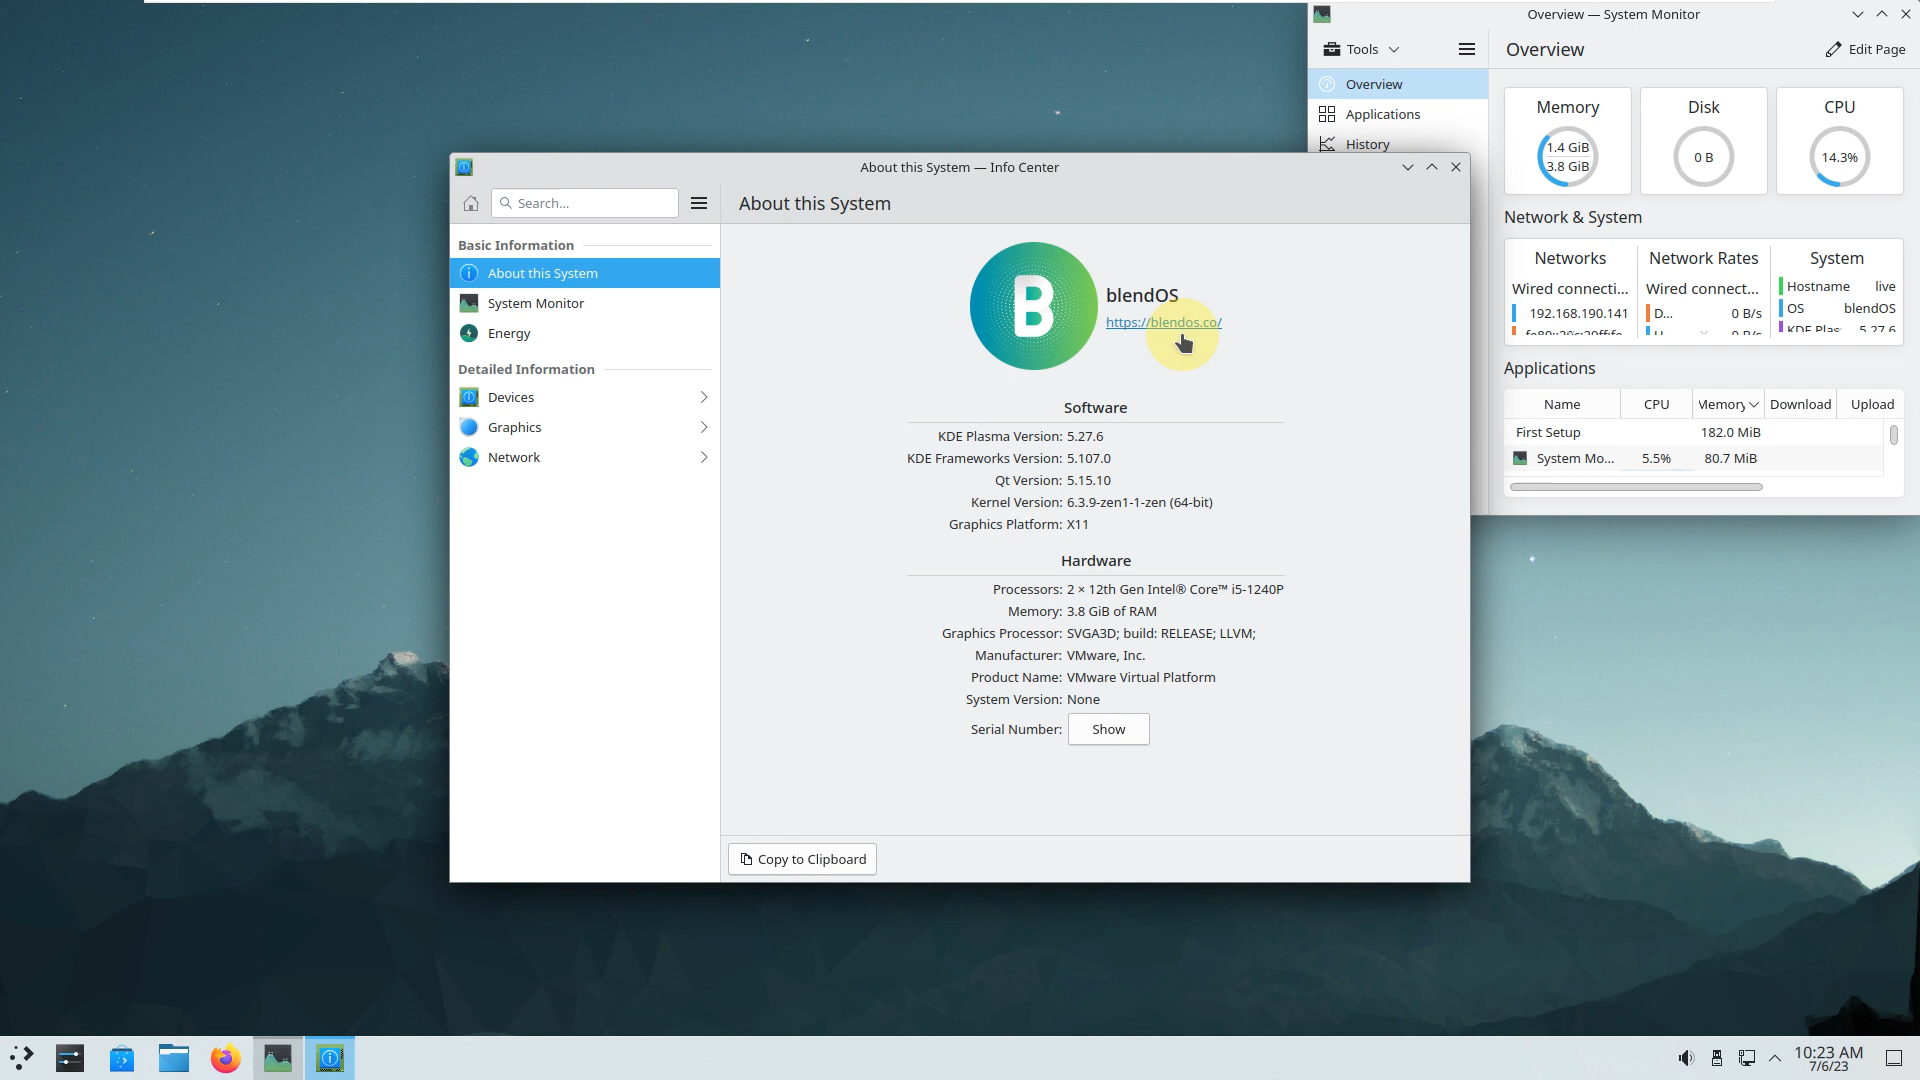 Overview — System Monitor
Tools
Overview
Edit Page
Overview
Applications
History
Memory
1.4 GiB
3.8 GiB
Disk
0 B
CPU
14.3%
Network & System
Networks
Wired connecti...
192.168.190.141
Network Rates
Wired connect...
D... 0 B/s
0 B/s
System
Hostname live
OS blendOS
KDE Plas 5.27.6
Applications
Name CPU Memory Download Upload
First Setup 182.0 MiB
System Mo... 5.5% 80.7 MiB
About this System — Info Center
Search...
About this System
Basic Information
About this System
System Monitor
Energy
Detailed Information
Devices
Graphics
Network
B
blendOS
https://blendos.co/
Software
KDE Plasma Version: 5.27.6
KDE Frameworks Version: 5.107.0
Qt Version: 5.15.10
Kernel Version: 6.3.9-zen1-1-zen (64-bit)
Graphics Platform: X11
Hardware
Processors: 2 × 12th Gen Intel® Core™ i5-1240P
Memory: 3.8 GiB of RAM
Graphics Processor: SVGA3D; build: RELEASE; LLVM;
Manufacturer: VMware, Inc.
Product Name: VMware Virtual Platform
System Version: None
Serial Number: Show
Copy to Clipboard
10:23 AM
7/6/23